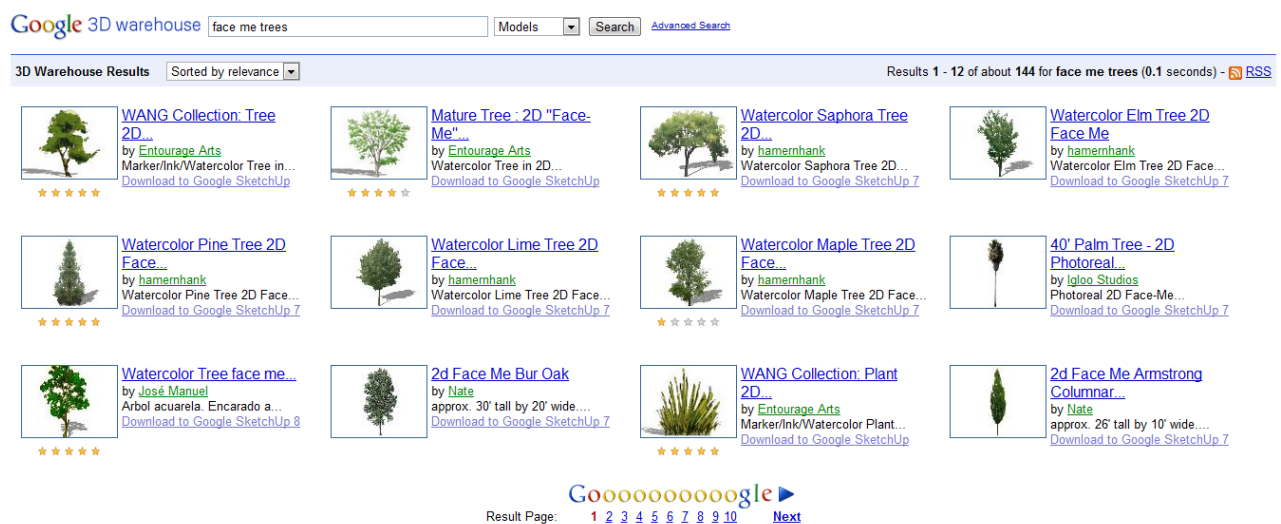 Google 3D warehouse face me trees Models Search Advanced Search
3D Warehouse Results Sorted by relevance Results 1 - 12 of about 144 for face me trees (0.1 seconds) - RSS
WANG Collection: Tree
2D...
by Entourage Arts
Marker/Ink/Watercolor Tree in...
Download to Google SketchUp
Mature Tree : 2D "Face-
Me"...
by Entourage Arts
Watercolor Tree in 2D...
Download to Google SketchUp
Watercolor Saphora Tree
2D...
by hamernhank
Watercolor Saphora Tree 2D...
Download to Google SketchUp 7
Watercolor Elm Tree 2D
Face Me
by hamernhank
Watercolor Elm Tree 2D Face...
Download to Google SketchUp 7
Watercolor Pine Tree 2D
Face...
by hamernhank
Watercolor Pine Tree 2D Face...
Download to Google SketchUp 7
Watercolor Lime Tree 2D
Face...
by hamernhank
Watercolor Lime Tree 2D Face...
Download to Google SketchUp 7
Watercolor Maple Tree 2D
Face...
by hamernhank
Watercolor Maple Tree 2D Face...
Download to Google SketchUp 7
40' Palm Tree - 2D
Photoreal...
by Igloo Studios
Photoreal 2D Face-Me...
Download to Google SketchUp 7
Watercolor Tree face me...
by José Manuel
Arbol acuarela. Encarado a...
Download to Google SketchUp 8
2d Face Me Bur Oak
by Nate
approx. 30' tall by 20' wide....
Download to Google SketchUp 7
WANG Collection: Plant
2D...
by Entourage Arts
Marker/Ink/Watercolor Plant...
Download to Google SketchUp
2d Face Me Armstrong
Columnar...
by Nate
approx. 26' tall by 10' wide....
Download to Google SketchUp 7
Goooooooooogle
Result Page: 1 2 3 4 5 6 7 8 9 10 Next